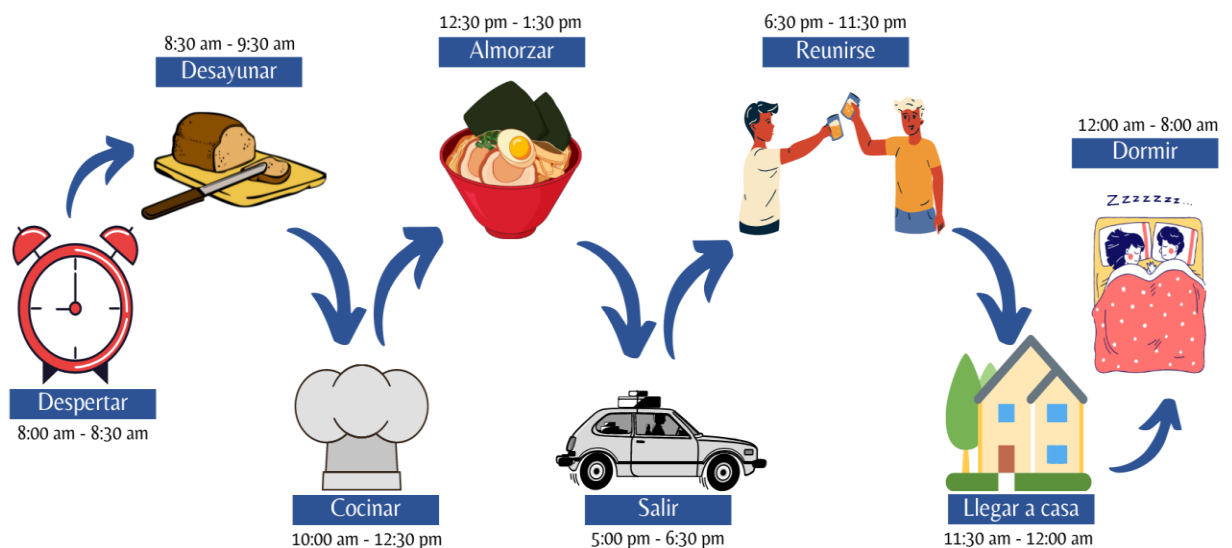 Despertar
8:00 am - 8:30 am
8:30 am - 9:30 am
Desayunar
Cocinar
10:00 am - 12:30 pm
12:30 pm - 1:30 pm
Almorzar
Salir
5:00 pm - 6:30 pm
6:30 pm - 11:30 pm
Reunirse
Llegar a casa
11:30 am - 12:00 am
12:00 am - 8:00 am
Dormir
Zzzzzzz...